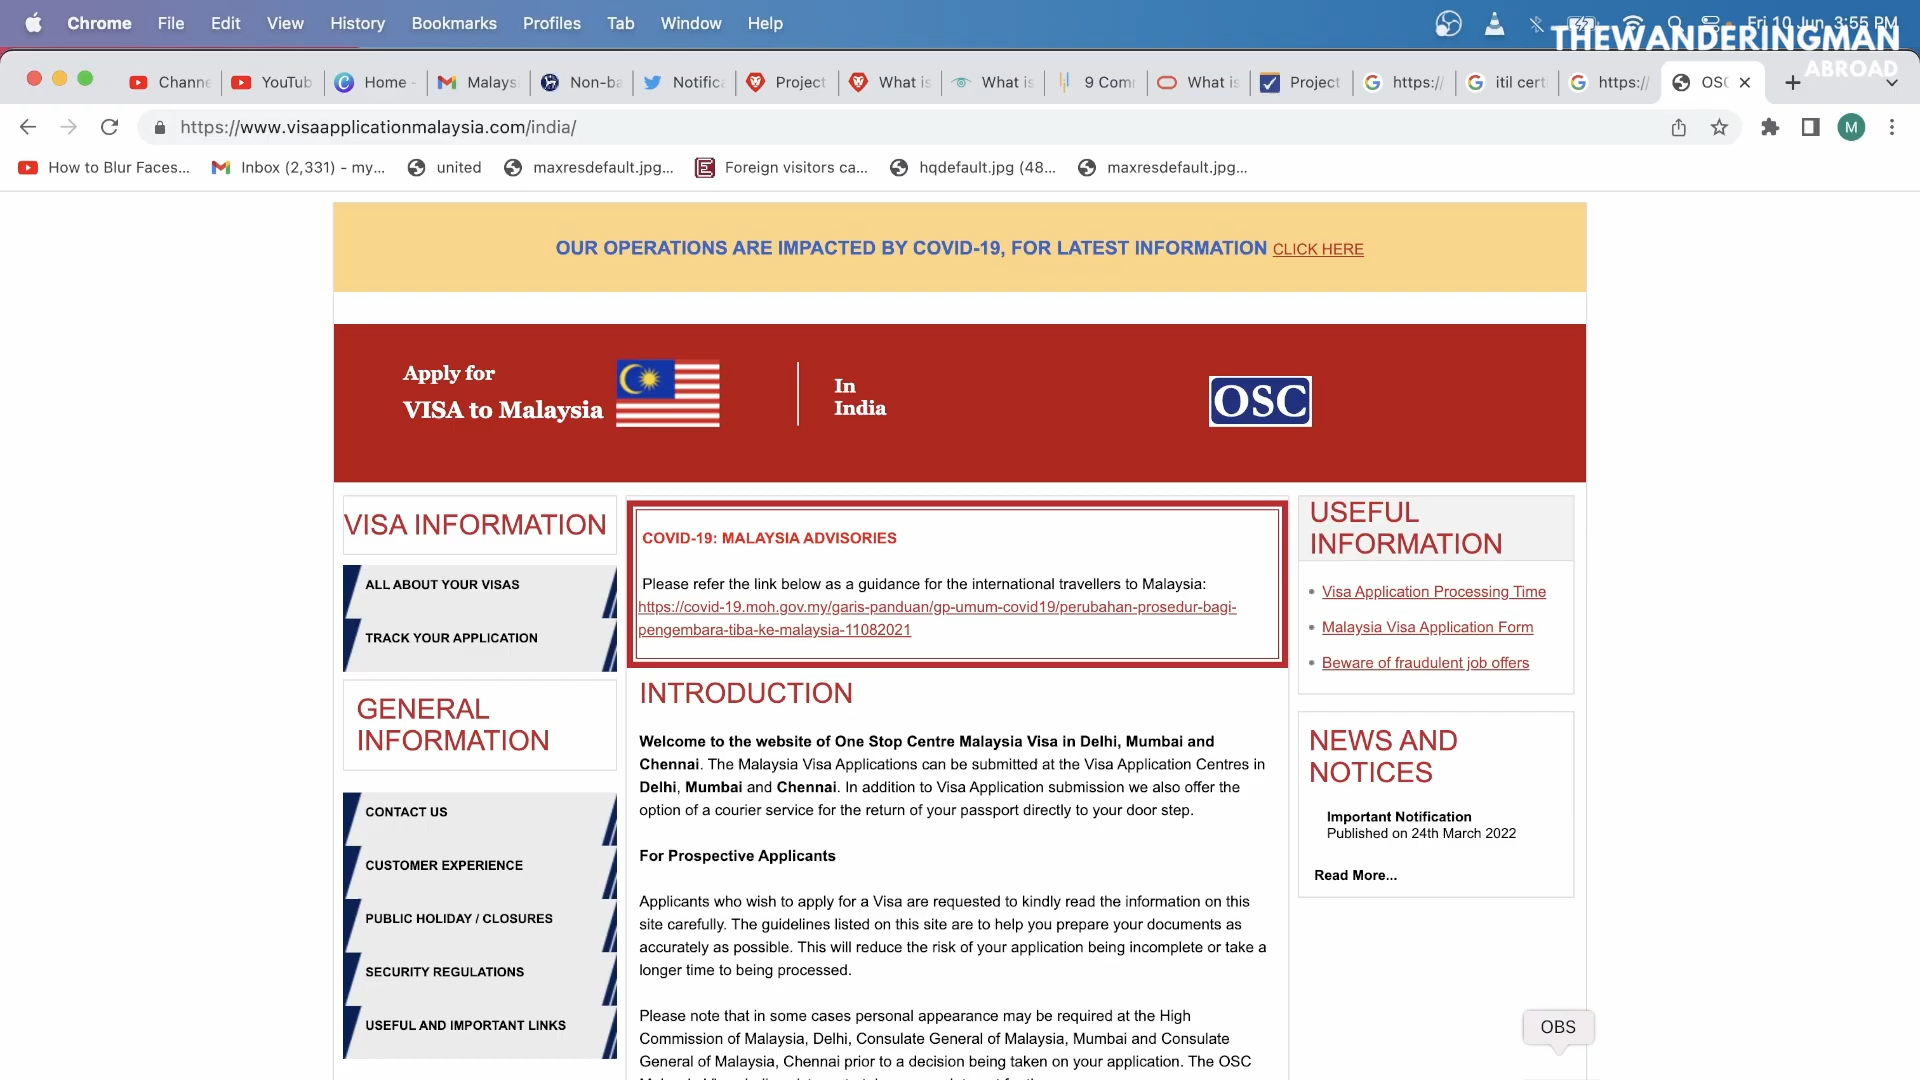 Chrome File Edit View History Bookmarks Profiles Tab Window Help Fri 10 Jun 3:55 PM
THEWANDERINGMAN
ABROAD
Channe YouTub Home - Malays Non-ba Notifica Project What is What is 9 Comm What is Project https:// itil cert https:// OSC
https://www.visaapplicationmalaysia.com/india/
M
How to Blur Faces... Inbox (2,331) - my... united maxresdefault.jpg... Foreign visitors ca... hqdefault.jpg (48... maxresdefault.jpg...
OUR OPERATIONS ARE IMPACTED BY COVID-19, FOR LATEST INFORMATION CLICK HERE
Apply for
VISA to Malaysia
In
India
OSC
VISA INFORMATION
ALL ABOUT YOUR VISAS
TRACK YOUR APPLICATION
GENERAL
INFORMATION
CONTACT US
CUSTOMER EXPERIENCE
PUBLIC HOLIDAY / CLOSURES
SECURITY REGULATIONS
USEFUL AND IMPORTANT LINKS
COVID-19: MALAYSIA ADVISORIES
Please refer the link below as a guidance for the international travellers to Malaysia:
https://covid-19.moh.gov.my/garis-panduan/gp-umum-covid19/perubahan-prosedur-bagi-
pengembara-tiba-ke-malaysia-11082021
INTRODUCTION
Welcome to the website of One Stop Centre Malaysia Visa in Delhi, Mumbai and
Chennai. The Malaysia Visa Applications can be submitted at the Visa Application Centres in
Delhi, Mumbai and Chennai. In addition to Visa Application submission we also offer the
option of a courier service for the return of your passport directly to your door step.
For Prospective Applicants
Applicants who wish to apply for a Visa are requested to kindly read the information on this
site carefully. The guidelines listed on this site are to help you prepare your documents as
accurately as possible. This will reduce the risk of your application being incomplete or take a
longer time to being processed.
Please note that in some cases personal appearance may be required at the High
Commission of Malaysia, Delhi, Consulate General of Malaysia, Mumbai and Consulate
General of Malaysia, Chennai prior to a decision being taken on your application. The OSC
USEFUL
INFORMATION
Visa Application Processing Time
Malaysia Visa Application Form
Beware of fraudulent job offers
NEWS AND
NOTICES
Important Notification
Published on 24th March 2022
Read More...
OBS